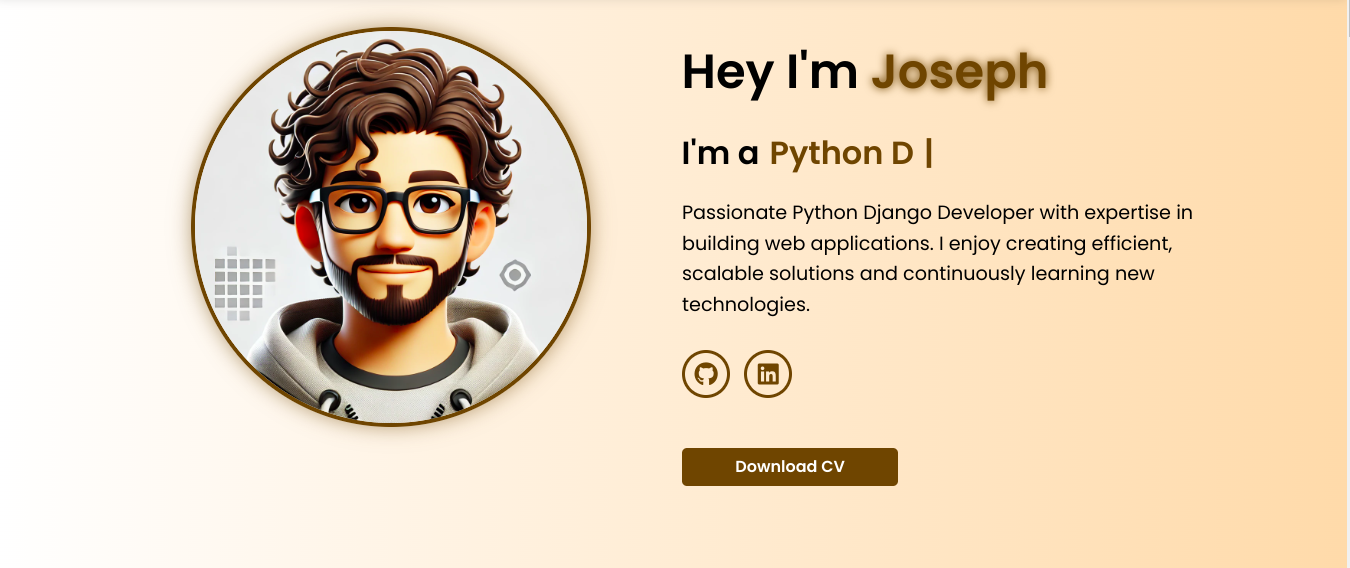 Hey I'm Joseph
I'm a Python D |
Passionate Python Django Developer with expertise in
building web applications. I enjoy creating efficient,
scalable solutions and continuously learning new
technologies.
in
Download CV